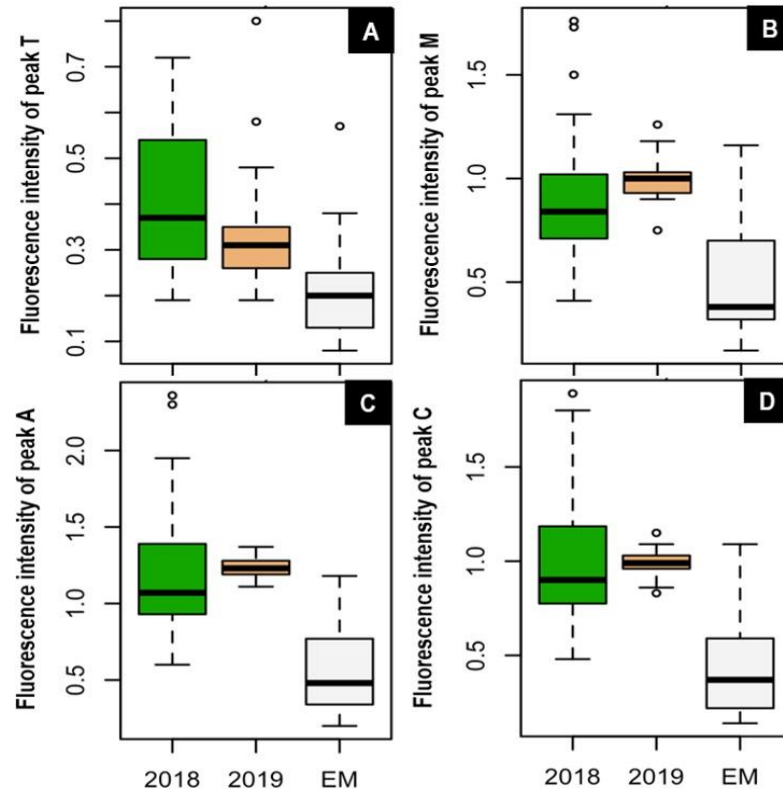 Fluorescence intensity of peak T
0.7
0.5
0.3
0.1
A
Fluorescence intensity of peak M
1.5
1.0
0.5
B
Fluorescence intensity of peak A
2.0
1.5
1.0
0.5
C
2018 2019 EM
Fluorescence intensity of peak C
1.5
1.0
0.5
D
2018 2019 EM